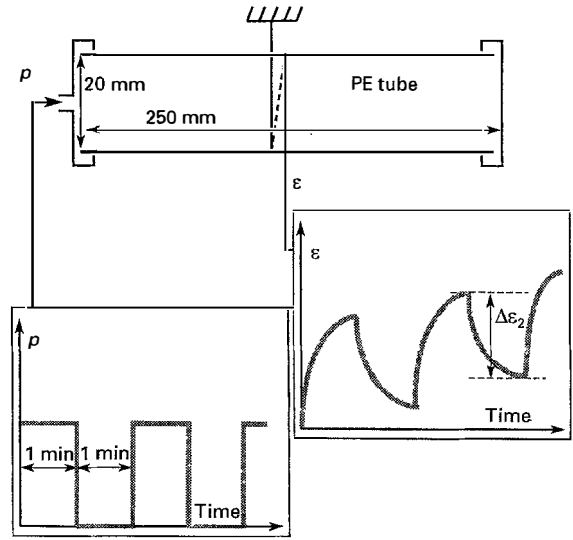 p
20 mm
PE tube
250 mm
ε
ε
Δε₂
Time
p
1 min 1 min
Time